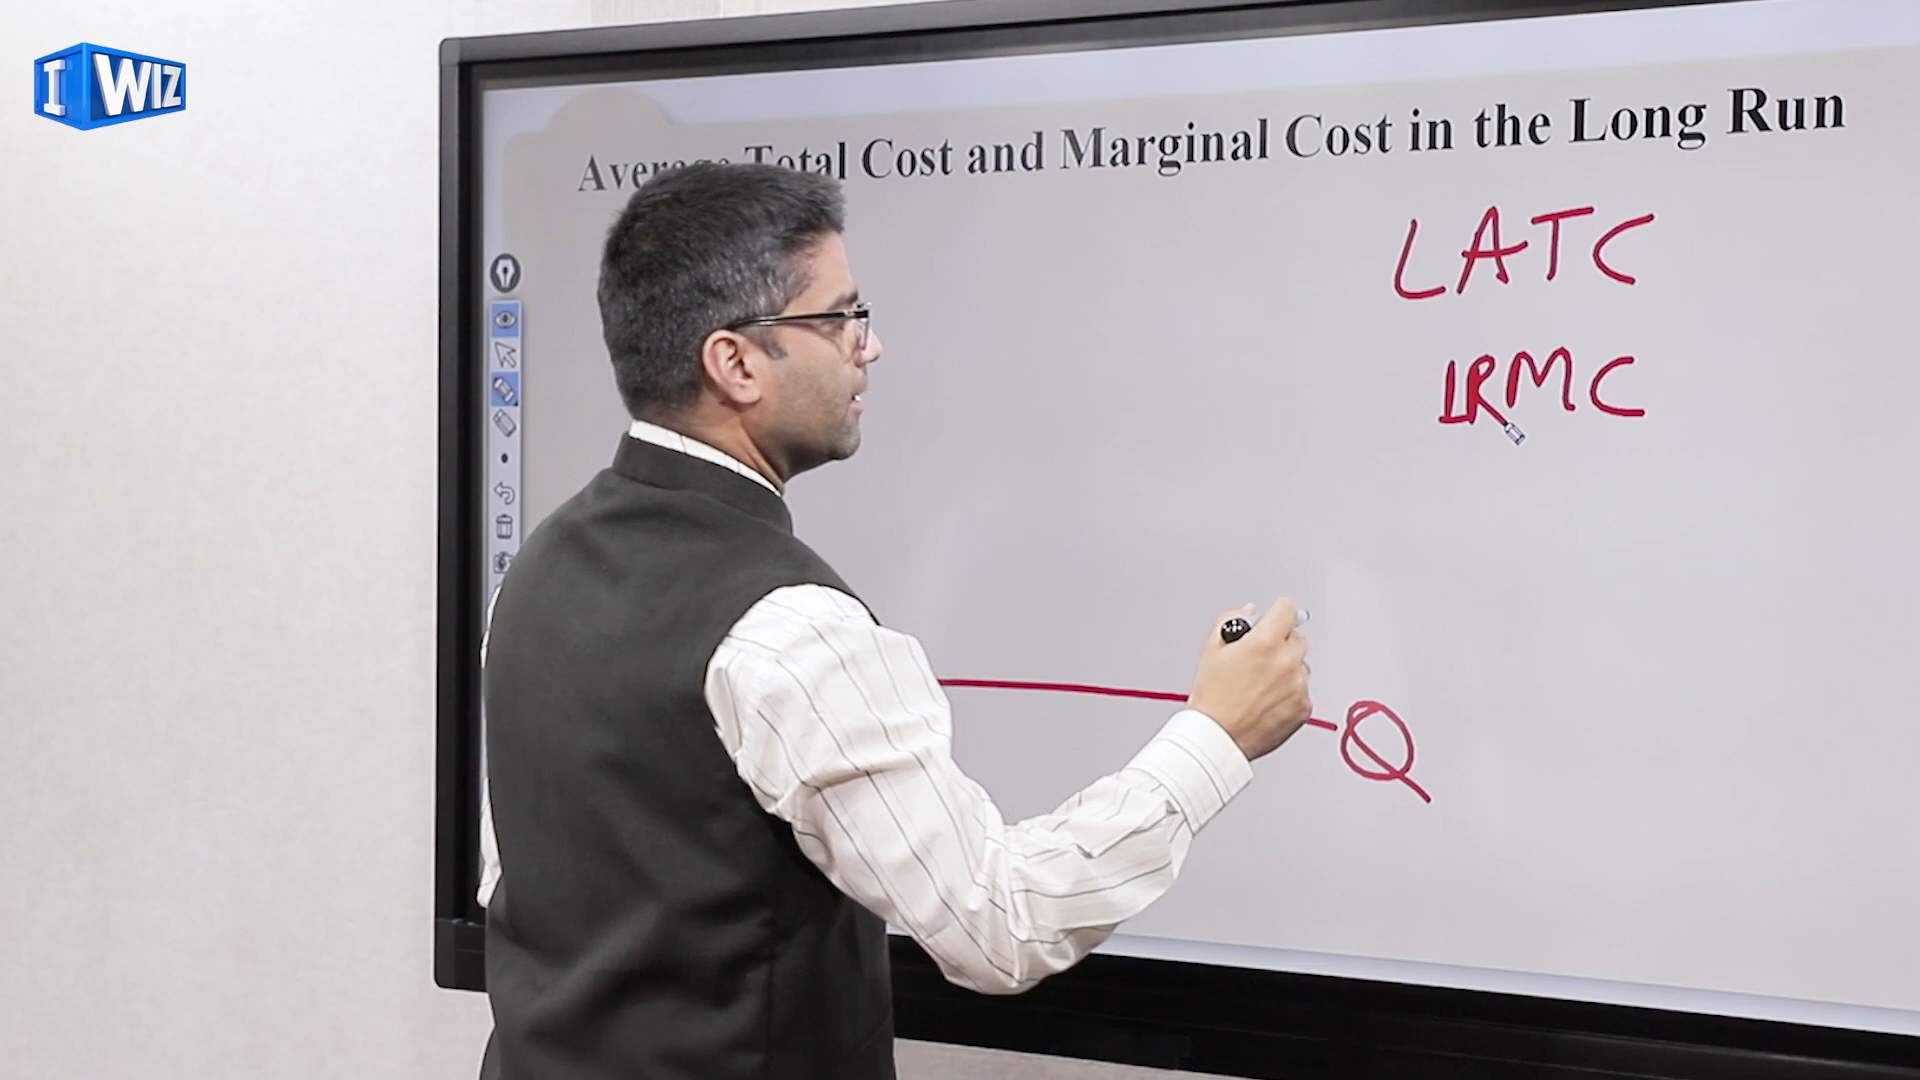 I WIZ
Average Total Cost and Marginal Cost in the Long Run
LATC
LRMC
Q